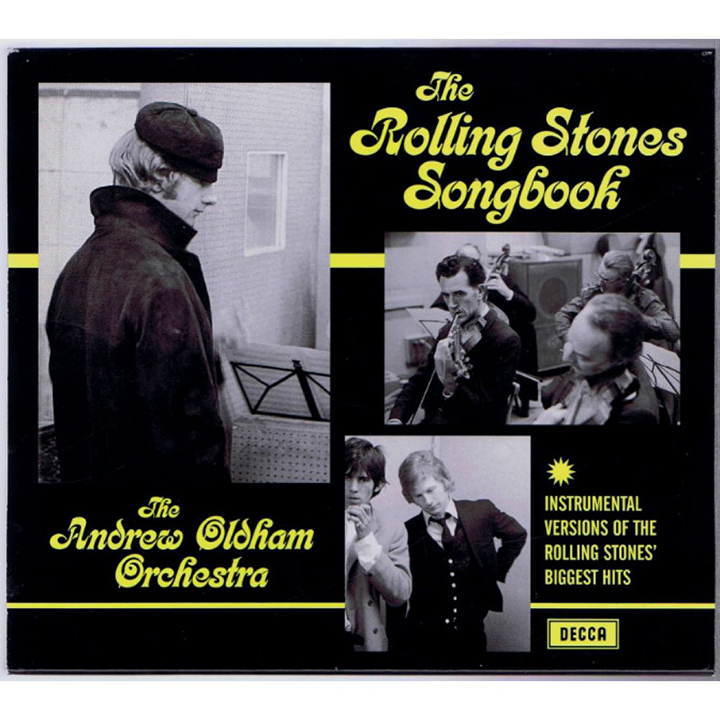 The
Rolling Stones
Songbook
The
Andrew Oldham
Orchestra
INSTRUMENTAL
VERSIONS OF THE
ROLLING STONES'
BIGGEST HITS
DECCA